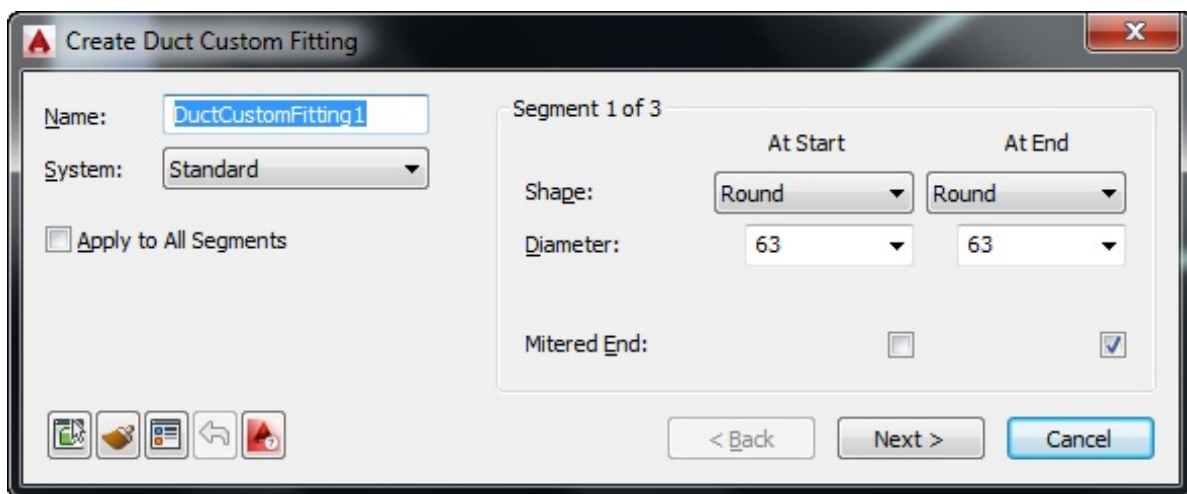 Create Duct Custom Fitting
Name: DuctCustomFitting1
System: Standard
Apply to All Segments
Segment 1 of 3
At Start At End
Shape: Round Round
Diameter: 63 63
Mitered End:
< Back Next > Cancel